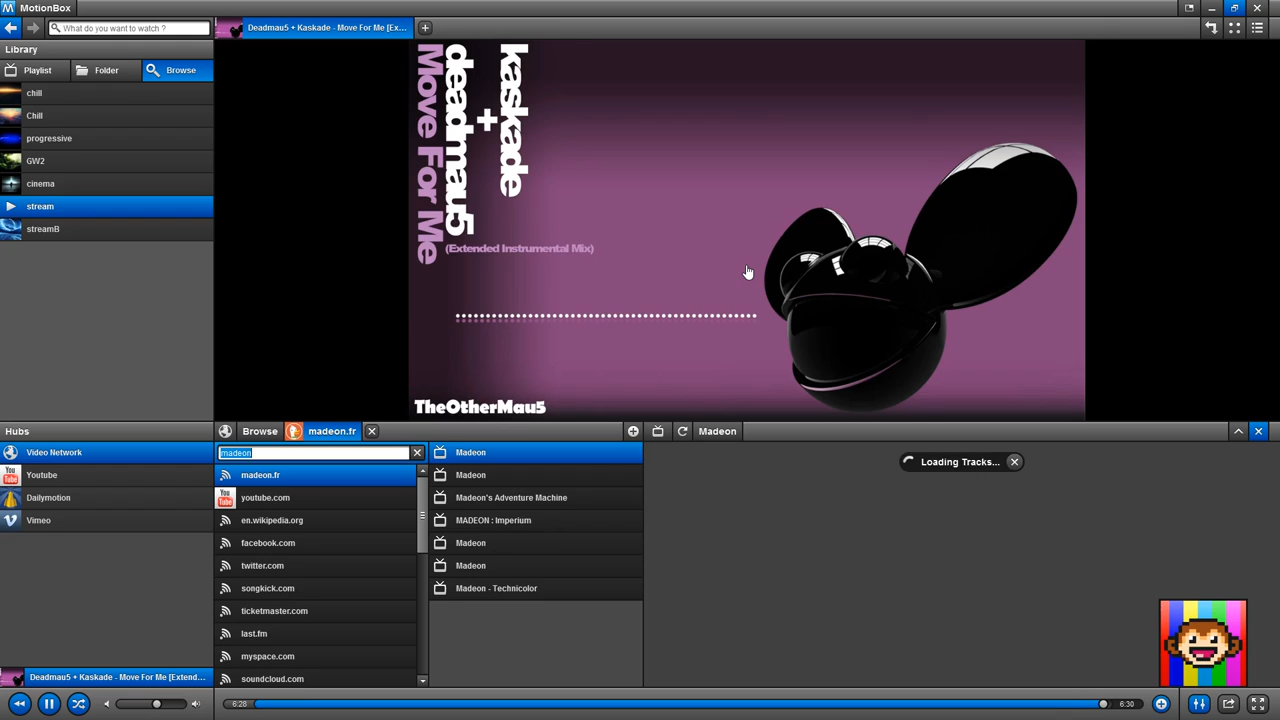 MotionBox
What do you want to watch ?
Deadmau5 + Kaskade - Move For Me [Ex...
Library
Playlist
Folder
Browse
chill
Chill
progressive
GW2
cinema
stream
streamB
kaskade
+
deadmau5
Move For Me
(Extended Instrumental Mix)
TheOtherMau5
Hubs
Video Network
You Tube
Youtube
Dailymotion
Vimeo
Browse
madeon.fr
madeon
madeon.fr
You Tube
youtube.com
en.wikipedia.org
facebook.com
twitter.com
songkick.com
ticketmaster.com
last.fm
myspace.com
soundcloud.com
Madeon
Madeon
Madeon's Adventure Machine
MADEON : Imperium
Madeon
Madeon
Madeon - Technicolor
Madeon
Loading Tracks...
Deadmau5 + Kaskade - Move For Me [Extend...
6:28
6:30